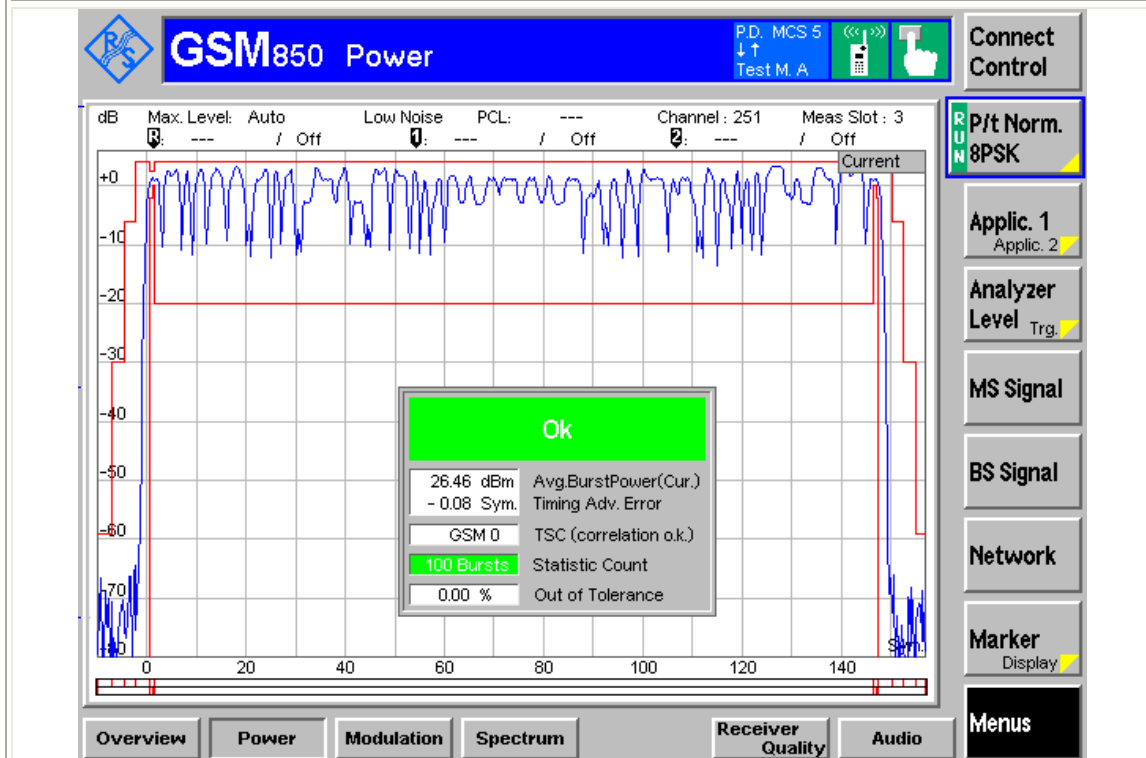 R&S
GSM850 Power
P.D. MCS 5
↓↑
Test M. A
Connect
Control
dB Max. Level: Auto Low Noise PCL: --- Channel : 251 Meas Slot : 3
R: --- / Off 1: --- / Off 2: --- / Off
Current
RUN
P/t Norm.
8PSK
Applic. 1
Applic. 2
Analyzer
Level Trg.
MS Signal
BS Signal
Network
Marker
Display
Menus
+0
-10
-20
-30
-40
-50
-60
-70
-80
Ok
26.46 dBm Avg.BurstPower(Cur.)
- 0.08 Sym. Timing Adv. Error
GSM 0 TSC (correlation o.k.)
100 Bursts Statistic Count
0.00 % Out of Tolerance
Sym.
0 20 40 60 80 100 120 140
Overview Power Modulation Spectrum Receiver Quality Audio